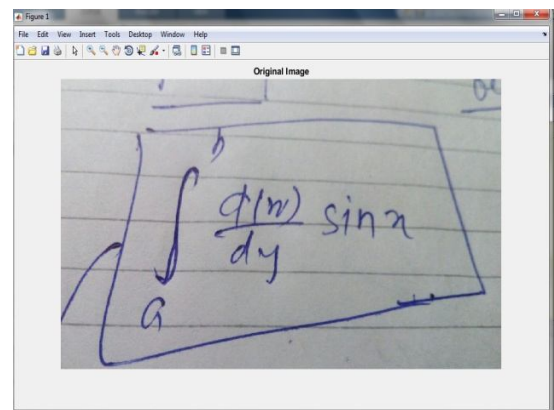 Figure 1
File Edit View Insert Tools Desktop Window Help
Original Image
b
∫ d(x)/dy sin x
a